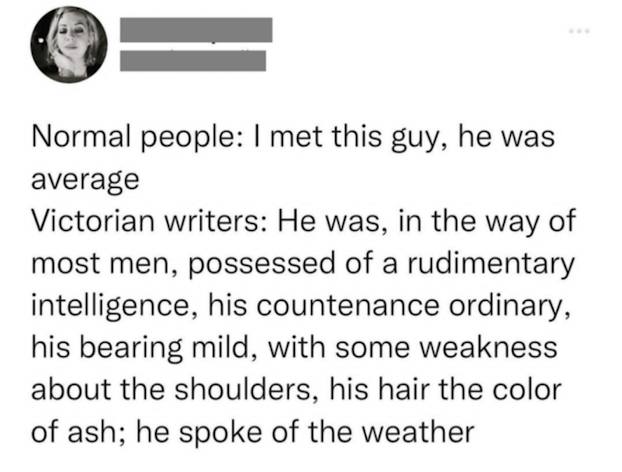 Normal people: I met this guy, he was
average
Victorian writers: He was, in the way of
most men, possessed of a rudimentary
intelligence, his countenance ordinary,
his bearing mild, with some weakness
about the shoulders, his hair the color
of ash; he spoke of the weather